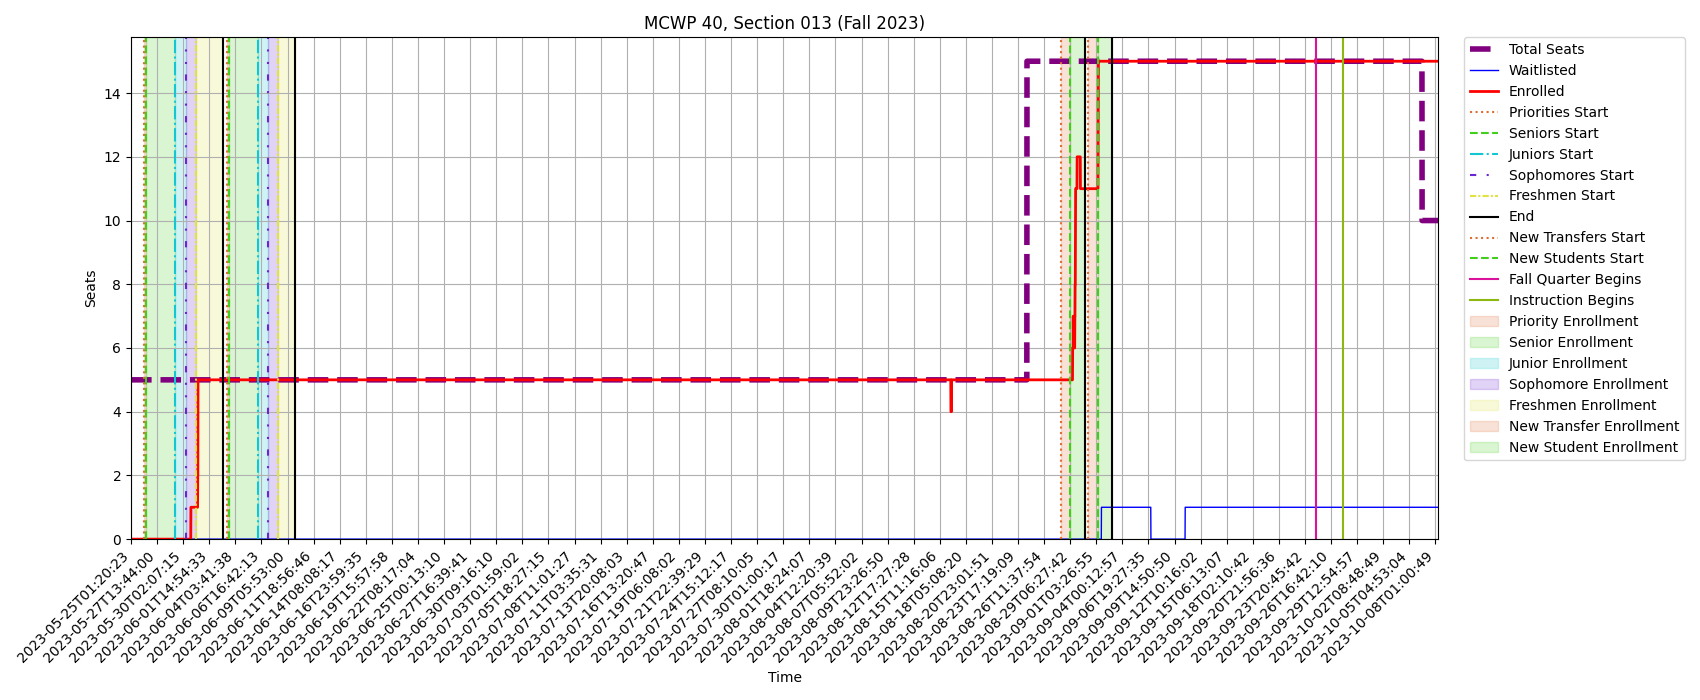 MCWP 40, Section 013 (Fall 2023)
Seats
14
12
10
8
6
4
2
0
2023-05-25T01:20:23
2023-05-27T13:44:00
2023-05-30T02:07:15
2023-06-01T14:54:33
2023-06-04T03:41:38
2023-06-06T16:42:13
2023-06-09T05:53:00
2023-06-11T18:56:46
2023-06-14T08:08:17
2023-06-16T23:59:35
2023-06-19T15:57:58
2023-06-22T08:17:04
2023-06-25T00:13:10
2023-06-27T16:39:41
2023-06-30T09:16:10
2023-07-03T01:59:02
2023-07-05T18:27:15
2023-07-08T11:01:27
2023-07-11T03:35:31
2023-07-13T20:08:03
2023-07-16T13:20:47
2023-07-19T06:08:02
2023-07-21T22:39:29
2023-07-24T15:12:17
2023-07-27T08:10:05
2023-07-30T01:00:17
2023-08-01T18:24:07
2023-08-04T12:20:39
2023-08-07T05:52:02
2023-08-09T23:26:50
2023-08-12T17:27:28
2023-08-15T11:16:06
2023-08-18T05:08:20
2023-08-20T23:01:51
2023-08-23T17:19:09
2023-08-26T11:37:54
2023-08-29T06:27:42
2023-09-01T03:26:55
2023-09-04T00:12:57
2023-09-06T19:27:35
2023-09-09T14:50:50
2023-09-12T10:16:02
2023-09-15T06:13:07
2023-09-18T02:10:42
2023-09-20T21:56:36
2023-09-23T20:45:42
2023-09-26T16:42:10
2023-09-29T12:54:57
2023-10-02T08:48:49
2023-10-05T04:53:04
2023-10-08T01:00:49
Time
Total Seats
Waitlisted
Enrolled
Priorities Start
Seniors Start
Juniors Start
Sophomores Start
Freshmen Start
End
New Transfers Start
New Students Start
Fall Quarter Begins
Instruction Begins
Priority Enrollment
Senior Enrollment
Junior Enrollment
Sophomore Enrollment
Freshmen Enrollment
New Transfer Enrollment
New Student Enrollment